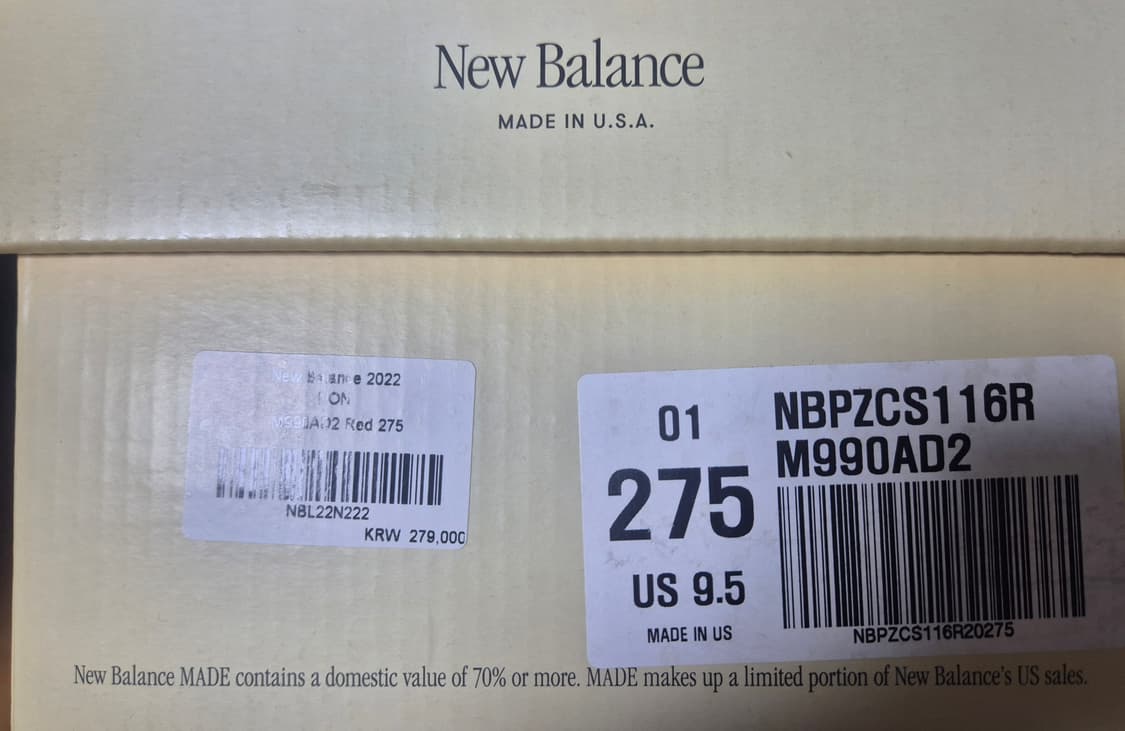 New Balance
MADE IN U.S.A.
New Balance 2022
M990AD2 Red 275
NBL22N222
KRW 279,000
01
275
US 9.5
MADE IN US
NBPZCS116R
M990AD2
NBPZCS116R20275
New Balance MADE contains a domestic value of 70% or more. MADE makes up a limited portion of New Balance's US sales.